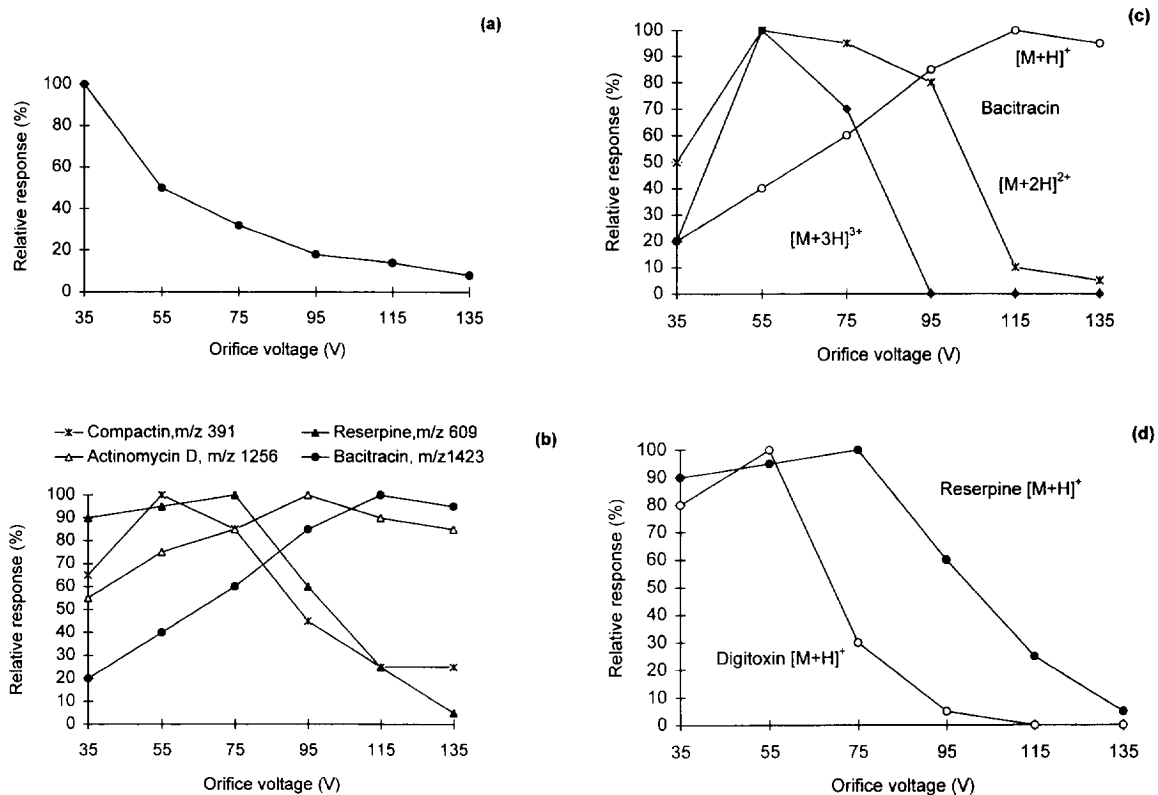 (a)
Relative response (%)
100
80
60
40
20
0
35 55 75 95 115 135
Orifice voltage (V)
(c)
Relative response (%)
100
90
80
70
60
50
40
30
20
10
0
[M+H]+
Bacitracin
[M+2H]2+
[M+3H]3+
35 55 75 95 115 135
Orifice voltage (V)
(b)
Compactin,m/z 391 Reserpine,m/z 609
Actinomycin D, m/z 1256 Bacitracin, m/z1423
Relative response (%)
100
90
80
70
60
50
40
30
20
10
0
35 55 75 95 115 135
Orifice voltage (V)
(d)
Relative response (%)
100
90
80
70
60
50
40
30
20
10
0
Reserpine [M+H]+
Digitoxin [M+H]+
35 55 75 95 115 135
Orifice voltage (V)